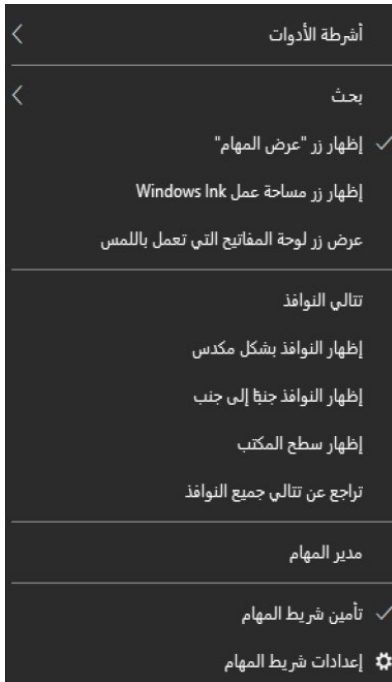 أشرطة الأدوات
بحث
إظهار زر "عرض المهام"
إظهار زر مساحة عمل Windows Ink
عرض زر لوحة المفاتيح التي تعمل باللمس
تتالي النوافذ
إظهار النوافذ بشكل مكدس
إظهار النوافذ جنبًا إلى جنب
إظهار سطح المكتب
تراجع عن تتالي جميع النوافذ
مدير المهام
تأمين شريط المهام
إعدادات شريط المهام